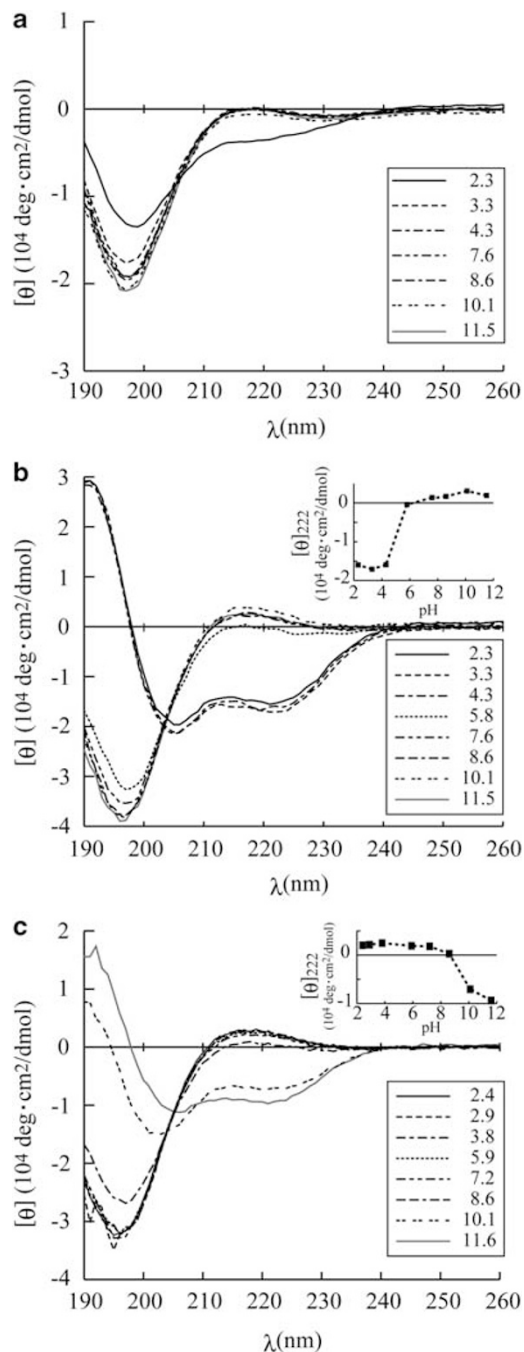 a
1
0
-1
-2
-3
[θ] (10⁴ deg·cm²/dmol)
2.3
3.3
4.3
7.6
8.6
10.1
11.5
190 200 210 220 230 240 250 260
λ(nm)
b
3
2
1
0
-1
-2
-3
-4
[θ] (10⁴ deg·cm²/dmol)
0
-1
-2
[θ]222
(10⁴ deg·cm²/dmol)
2 4 6 8 10 12
pH
2.3
3.3
4.3
5.8
7.6
8.6
10.1
11.5
190 200 210 220 230 240 250 260
λ(nm)
c
2
1
0
-1
-2
-3
-4
[θ] (10⁴ deg·cm²/dmol)
0
-1
[θ]222
(10⁴ deg·cm²/dmol)
2 4 6 8 10 12
pH
2.4
2.9
3.8
5.9
7.2
8.6
10.1
11.6
190 200 210 220 230 240 250 260
λ(nm)